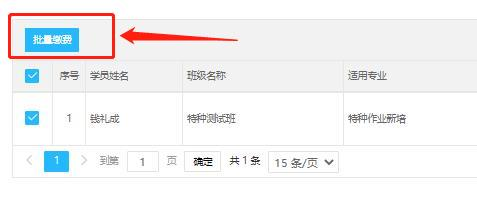 批量缴费
序号 学员姓名 班级名称 适用专业
1 钱礼成 特种测试班 特种作业新培
1 到第 1 页 确定 共 1 条 15 条/页